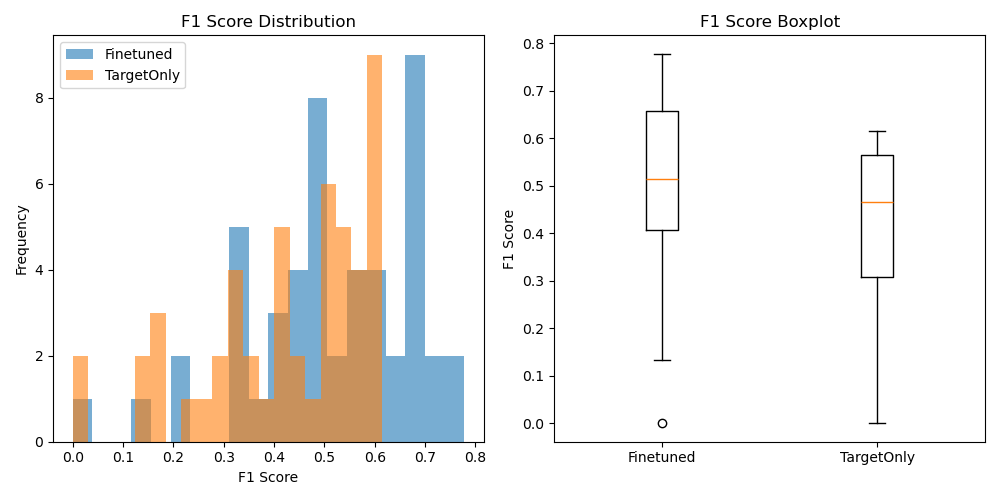 F1 Score Distribution
Finetuned
TargetOnly
Frequency
8
6
4
2
0
0.0 0.1 0.2 0.3 0.4 0.5 0.6 0.7 0.8
F1 Score
F1 Score Boxplot
F1 Score
0.8
0.7
0.6
0.5
0.4
0.3
0.2
0.1
0.0
Finetuned TargetOnly